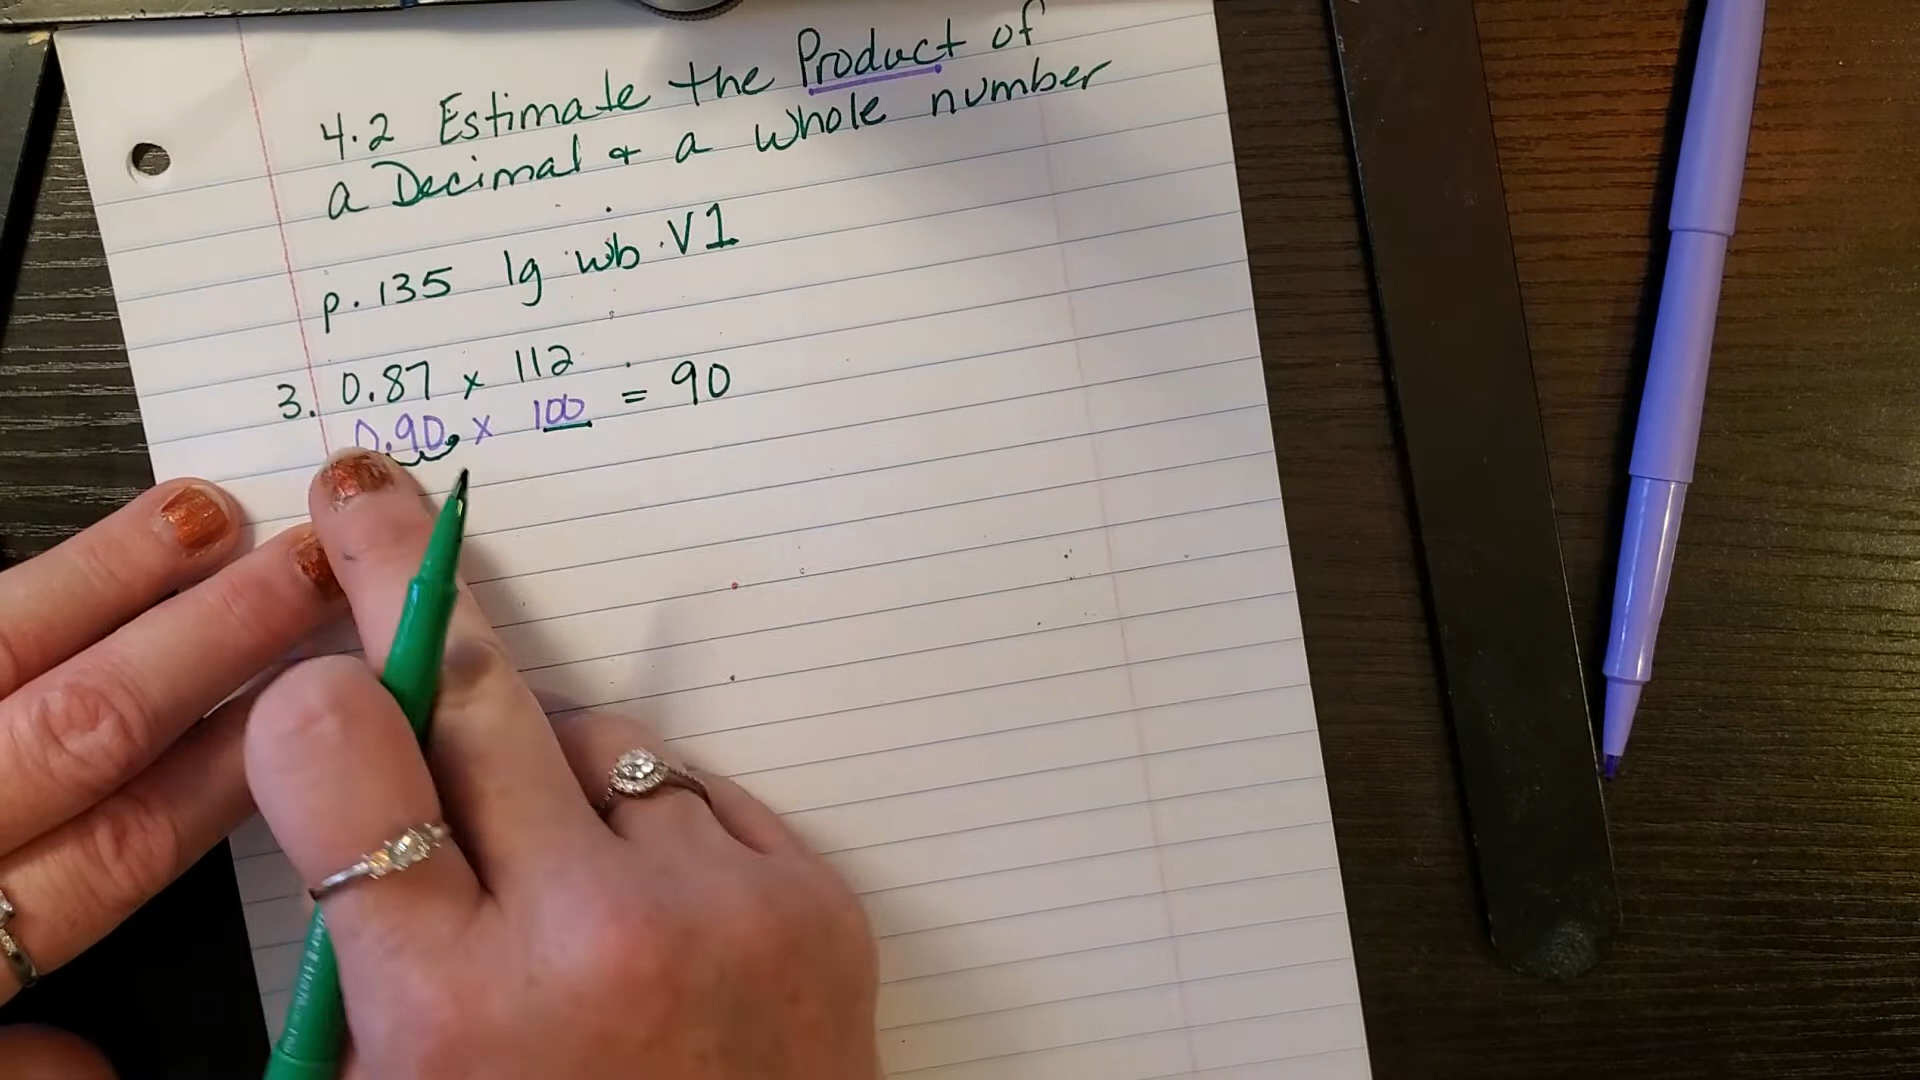 4.2 Estimate the Product of
a Decimal & a whole number
p. 135 lg wb V1
3. 0.87 x 112
0.90 x 100 = 90